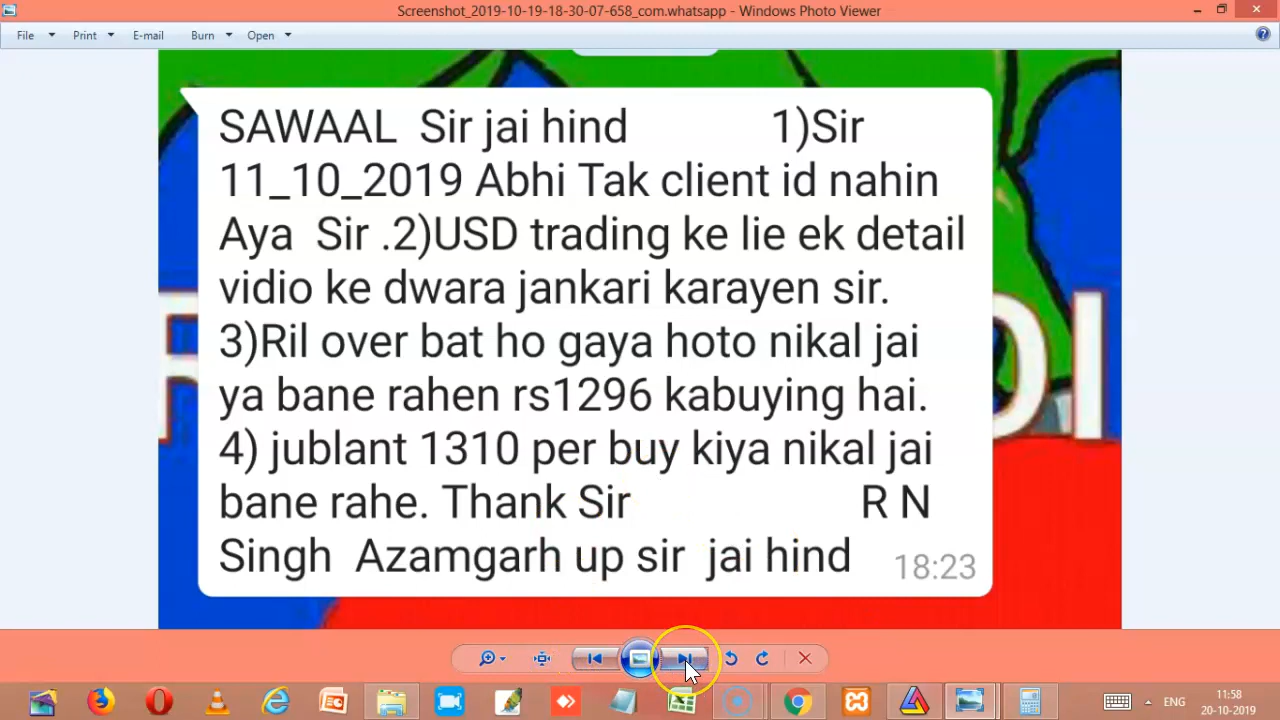 Screenshot_2019-10-19-18-30-07-658_com.whatsapp - Windows Photo Viewer
File Print E-mail Burn Open
SAWAAL Sir jai hind 1)Sir
11_10_2019 Abhi Tak client id nahin
Aya Sir .2)USD trading ke lie ek detail
vidio ke dwara jankari karayen sir.
3)Ril over bat ho gaya hoto nikal jai
ya bane rahen rs1296 kabuying hai.
4) jublant 1310 per buy kiya nikal jai
bane rahe. Thank Sir R N
Singh Azamgarh up sir jai hind 18:23
ENG 11:58
20-10-2019